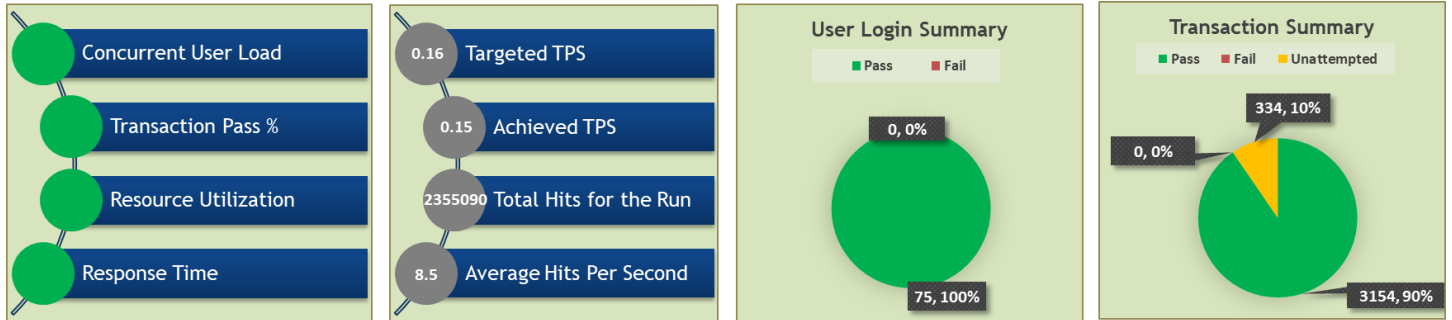 Concurrent User Load
Transaction Pass %
Resource Utilization
Response Time
0.16 Targeted TPS
0.15 Achieved TPS
2355090 Total Hits for the Run
8.5 Average Hits Per Second
User Login Summary
Pass Fail
0, 0%
75, 100%
Transaction Summary
Pass Fail Unattempted
334, 10%
0, 0%
3154, 90%